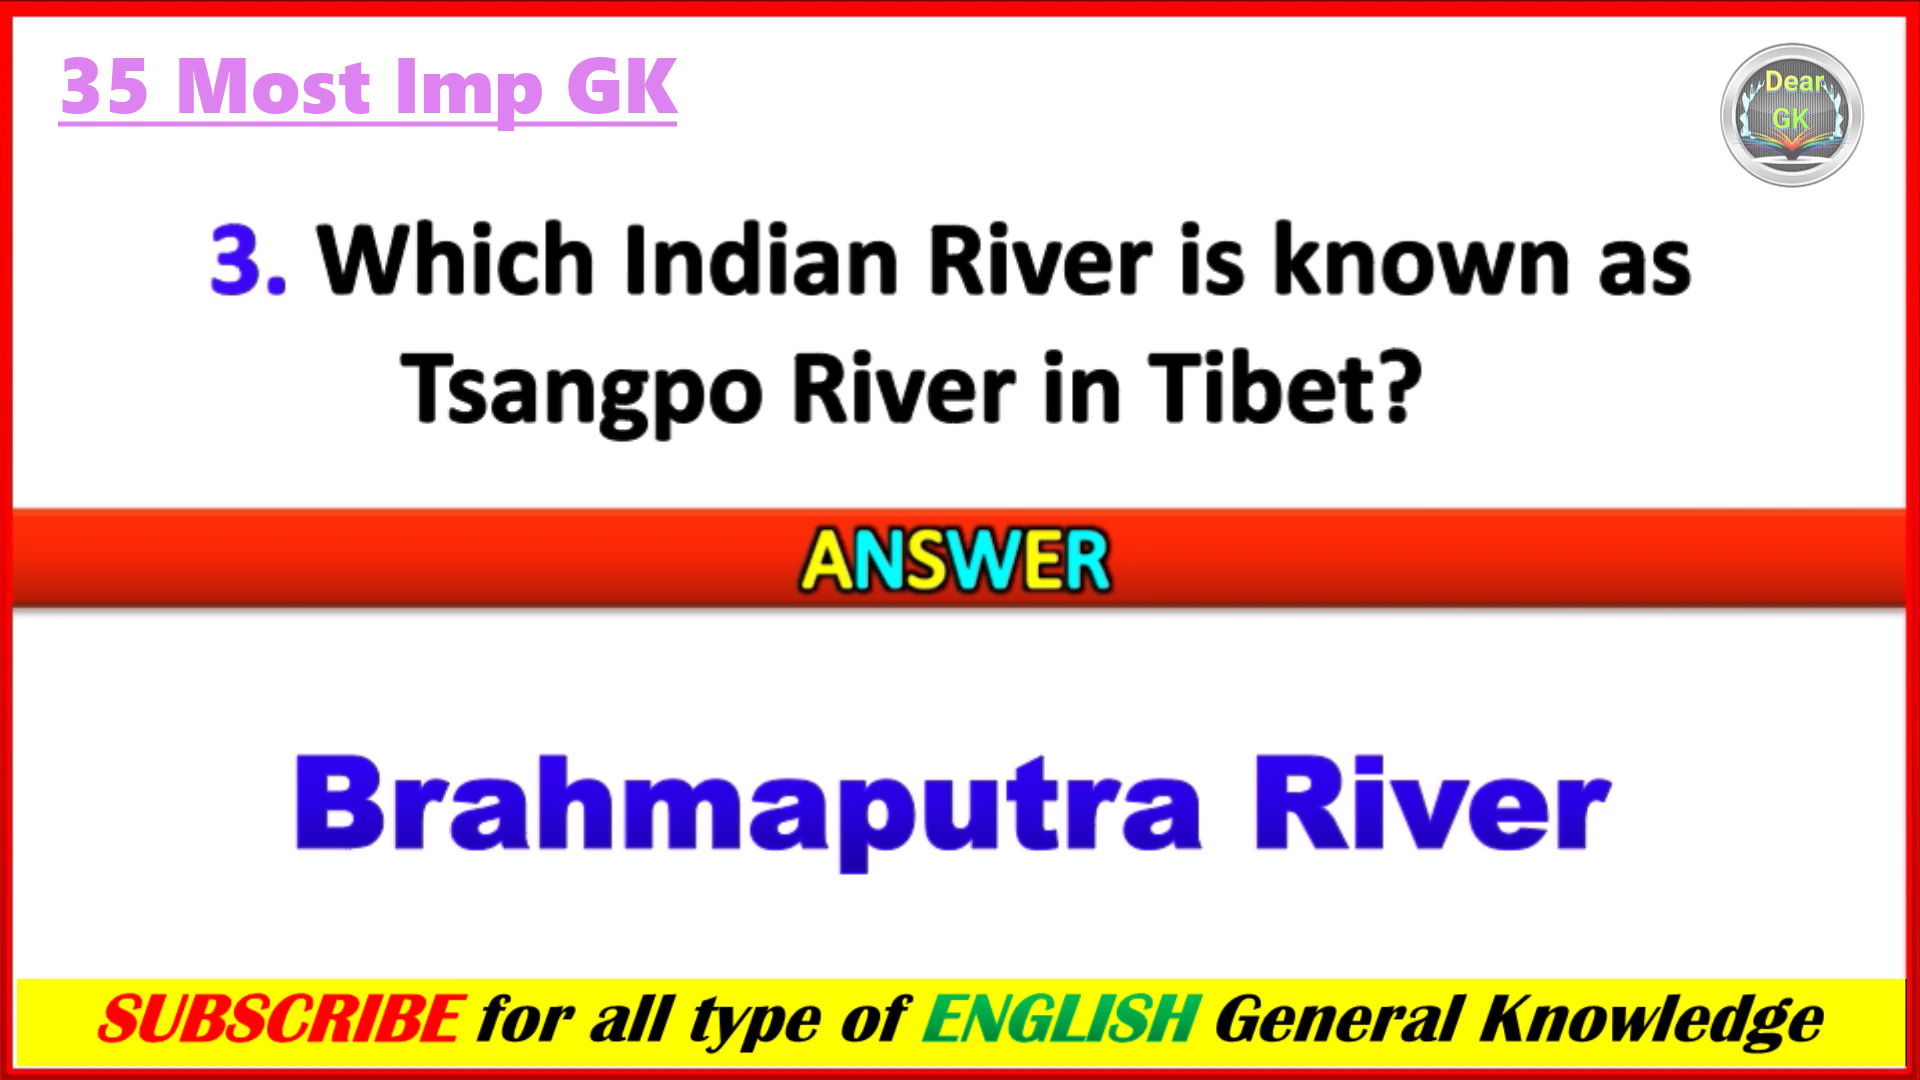 35 Most Imp GK
Dear
GK
3. Which Indian River is known as
Tsangpo River in Tibet?
ANSWER
Brahmaputra River
SUBSCRIBE for all type of ENGLISH General Knowledge